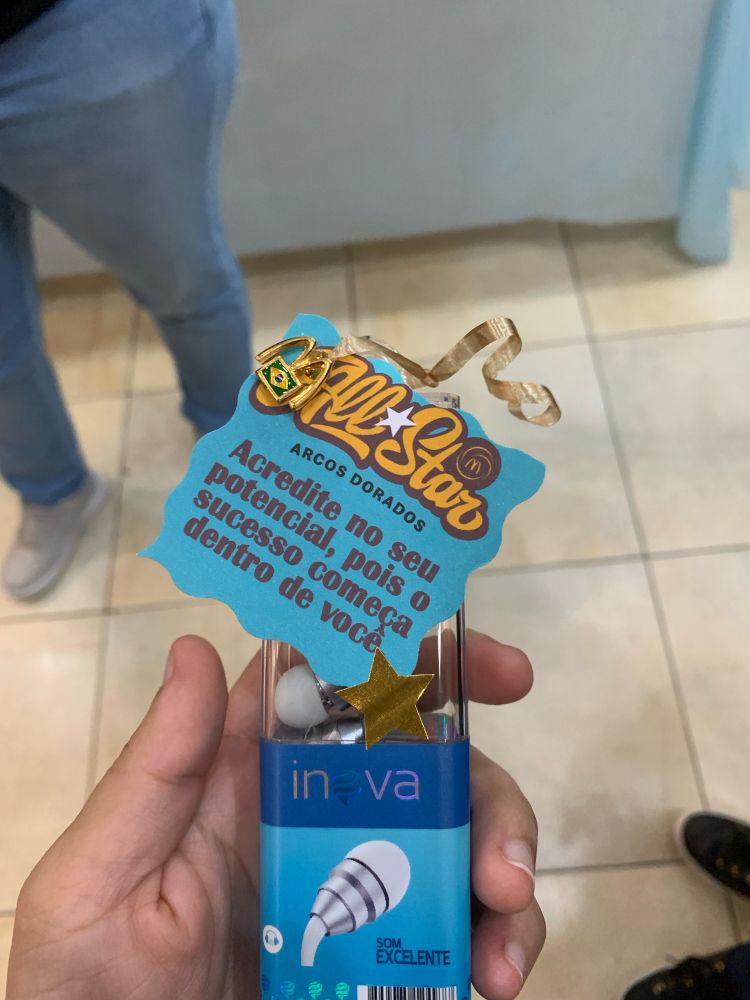 All Star
M
ARCOS DORADOS
Acredite no seu
potencial, pois o
sucesso começa
dentro de você
inova
SOM
EXCELENTE